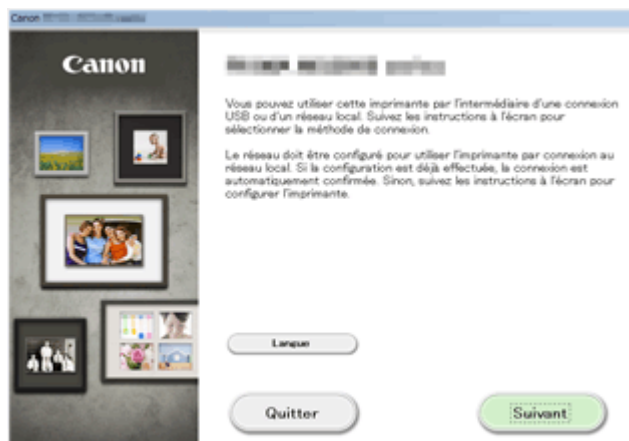 Canon
Canon
Vous pouvez utiliser cette imprimante par l'intermédiaire d'une connexion
USB ou d'un réseau local. Suivez les instructions à l'écran pour
sélectionner la méthode de connexion.
Le réseau doit être configuré pour utiliser l'imprimante par connexion au
réseau local. Si la configuration est déjà effectuée, la connexion est
automatiquement confirmée. Sinon, suivez les instructions à l'écran pour
configurer l'imprimante.
Langue
Quitter
Suivant